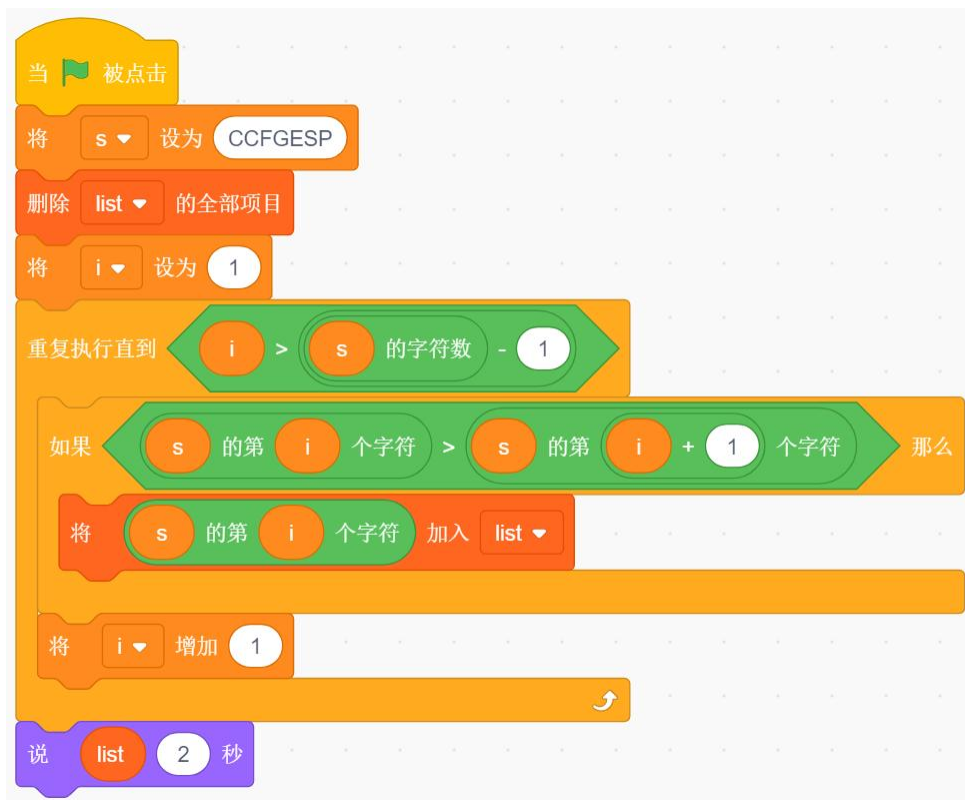 当 被点击
将 s 设为 CCFGESP
删除 list 的全部项目
将 i 设为 1
重复执行直到 i > s 的字符数 - 1
如果 s 的第 i 个字符 > s 的第 i + 1 个字符 那么
将 s 的第 i 个字符 加入 list
将 i 增加 1
说 list 2 秒